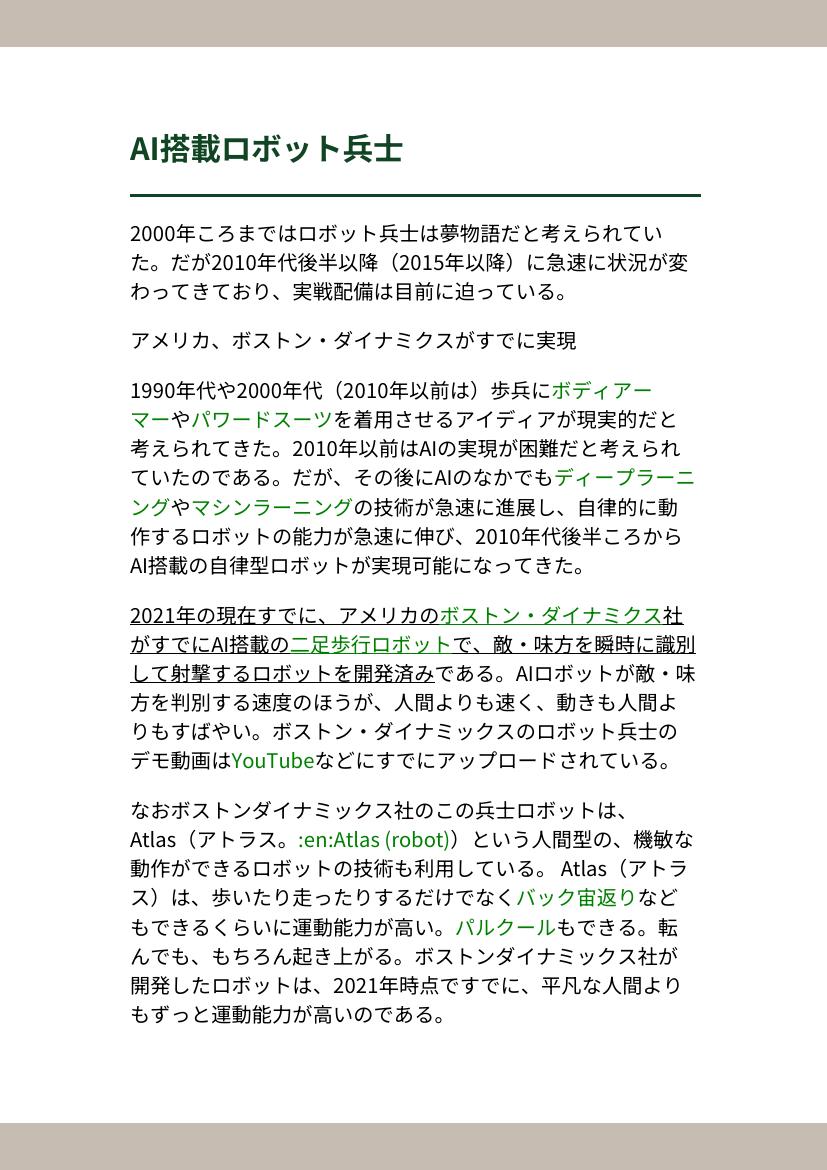 AI搭載ロボット兵士
2000年ころまではロボット兵士は夢物語だと考えられてい
た。だが2010年代後半以降（2015年以降）に急速に状況が変
わってきており、実戦配備は目前に迫っている。
アメリカ、ボストン・ダイナミクスがすでに実現
1990年代や2000年代（2010年以前は）歩兵にボディアー
マーやパワードスーツを着用させるアイディアが現実的だと
考えられてきた。2010年以前はAIの実現が困難だと考えられ
ていたのである。だが、その後にAIのなかでもディープラーニ
ングやマシンラーニングの技術が急速に進展し、自律的に動
作するロボットの能力が急速に伸び、2010年代後半ころから
AI搭載の自律型ロボットが実現可能になってきた。
2021年の現在すでに、アメリカのボストン・ダイナミクス社
がすでにAI搭載の二足歩行ロボットで、敵・味方を瞬時に識別
して射撃するロボットを開発済みである。AIロボットが敵・味
方を判別する速度のほうが、人間よりも速く、動きも人間よ
りもすばやい。ボストン・ダイナミックスのロボット兵士の
デモ動画はYouTubeなどにすでにアップロードされている。
なおボストンダイナミックス社のこの兵士ロボットは、
Atlas（アトラス。:en:Atlas (robot)）という人間型の、機敏な
動作ができるロボットの技術も利用している。 Atlas（アトラ
ス）は、歩いたり走ったりするだけでなくバック宙返りなど
もできるくらいに運動能力が高い。パルクールもできる。転
んでも、もちろん起き上がる。ボストンダイナミックス社が
開発したロボットは、2021年時点ですでに、平凡な人間より
もずっと運動能力が高いのである。